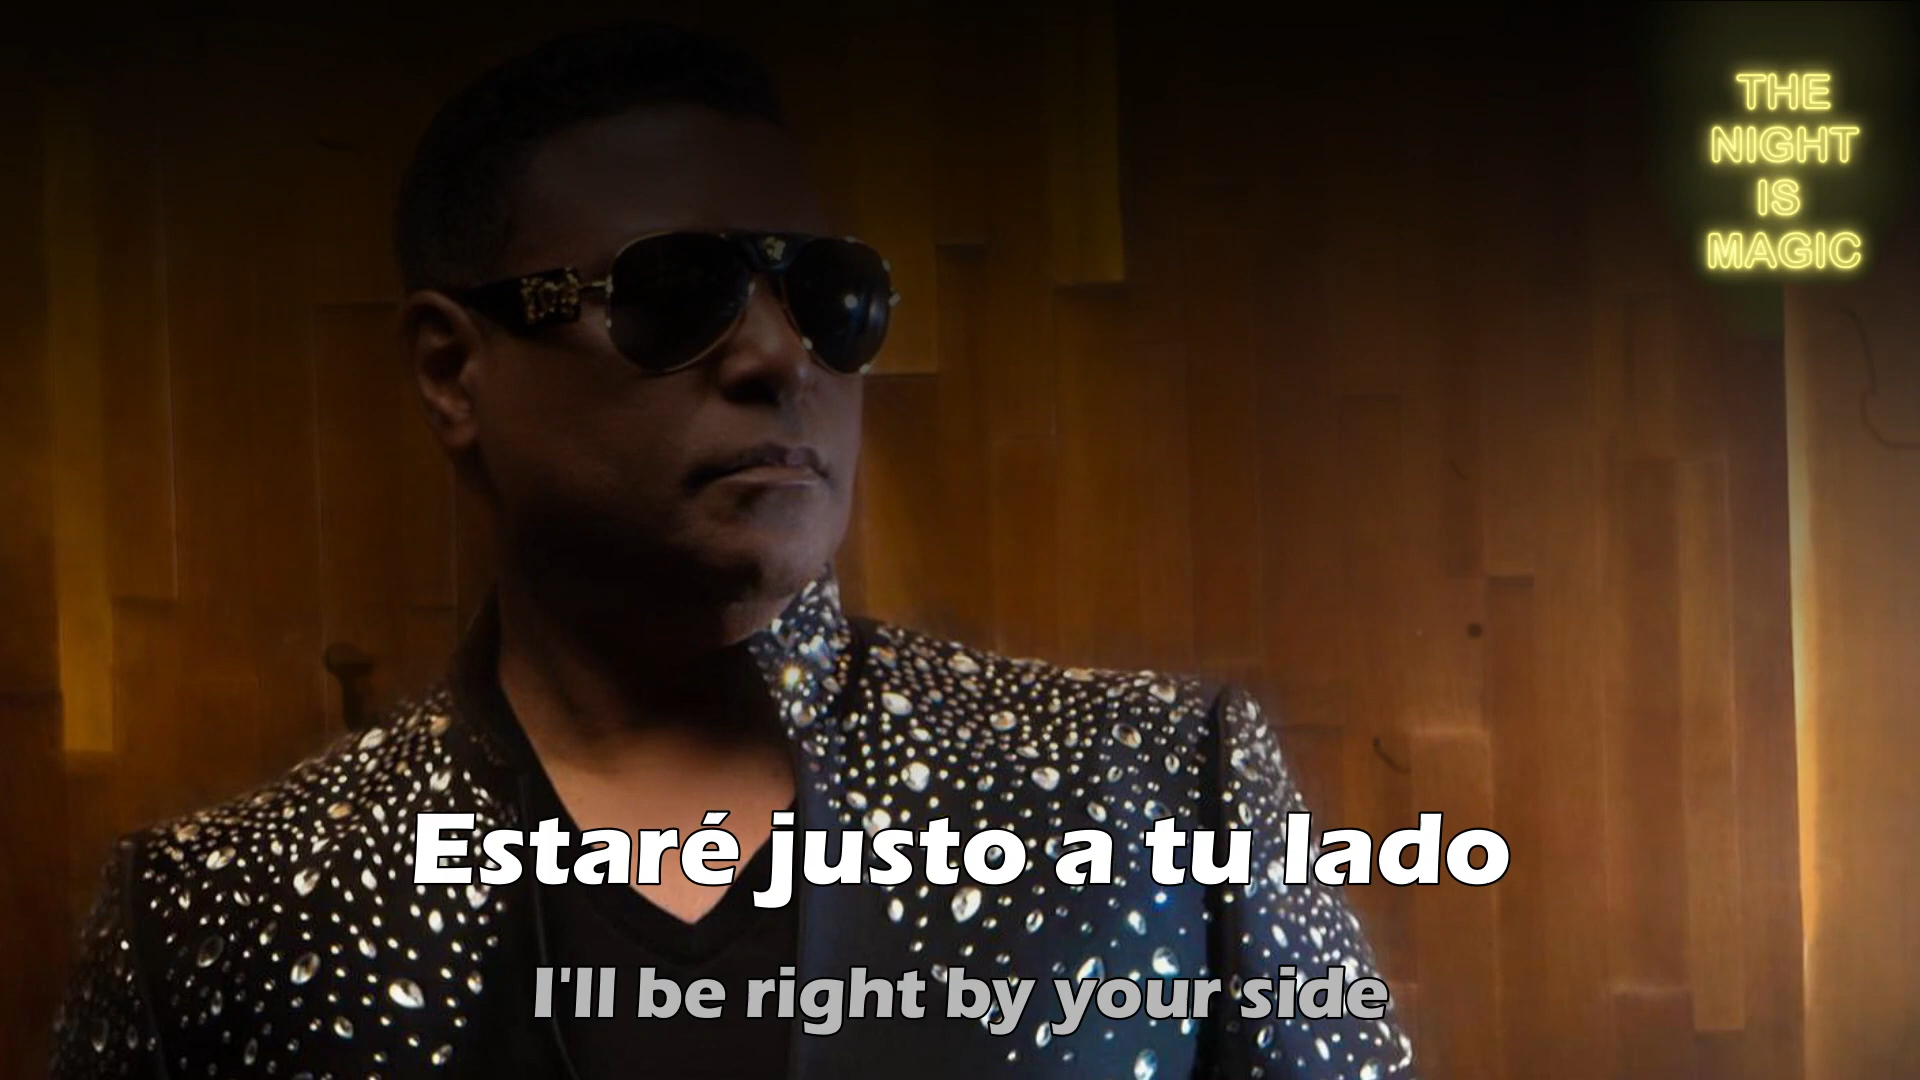 THE
NIGHT
IS
MAGIC
Estaré justo a tu lado
I'll be right by your side